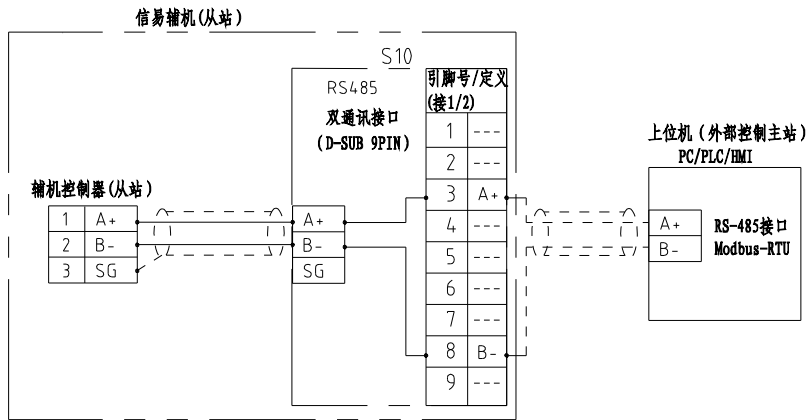 信易辅机(从站)
S10
RS485
双通讯接口
(D-SUB 9PIN)
引脚号/定义
(接1/2)
1 ---
2 ---
3 A+
4 ---
5 ---
6 ---
7 ---
8 B-
9 ---
辅机控制器(从站)
1 A+
2 B-
3 SG
A+
B-
SG
上位机(外部控制主站)
PC/PLC/HMI
A+
B-
RS-485接口
Modbus-RTU